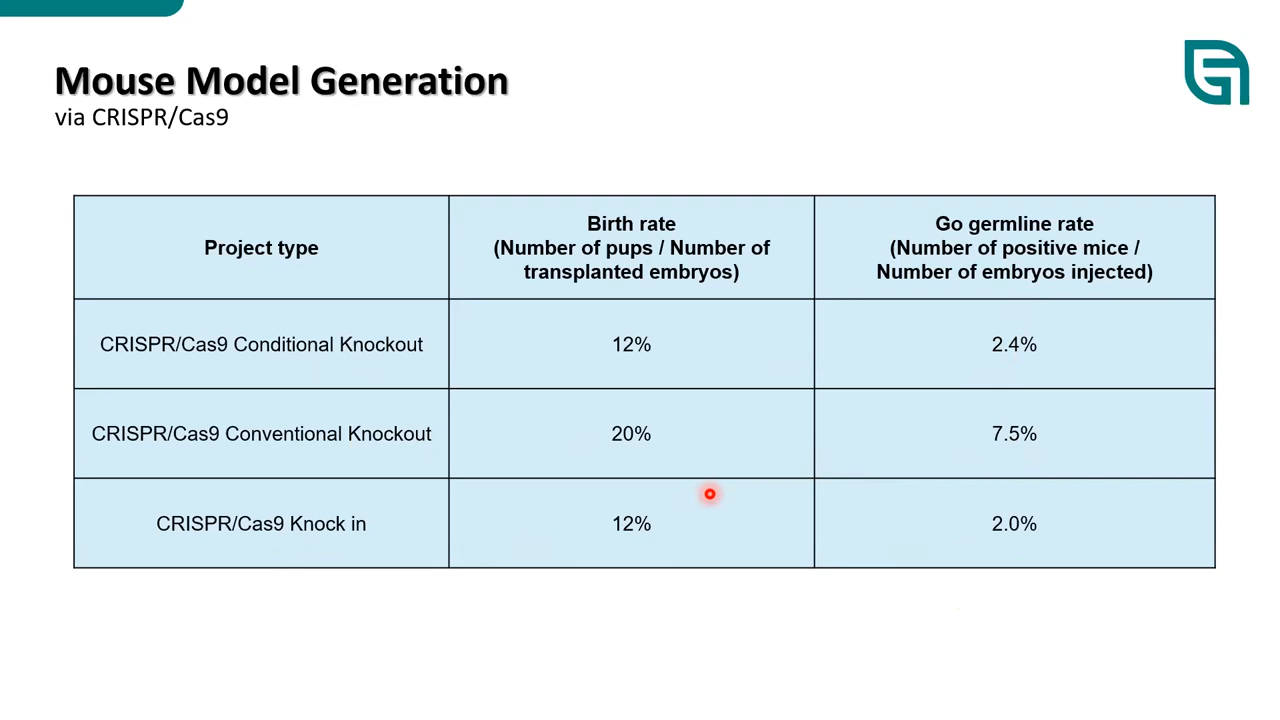 Mouse Model Generation
via CRISPR/Cas9
Project type
Birth rate
(Number of pups / Number of
transplanted embryos)
Go germline rate
(Number of positive mice /
Number of embryos injected)
CRISPR/Cas9 Conditional Knockout
12%
2.4%
CRISPR/Cas9 Conventional Knockout
20%
7.5%
CRISPR/Cas9 Knock in
12%
2.0%